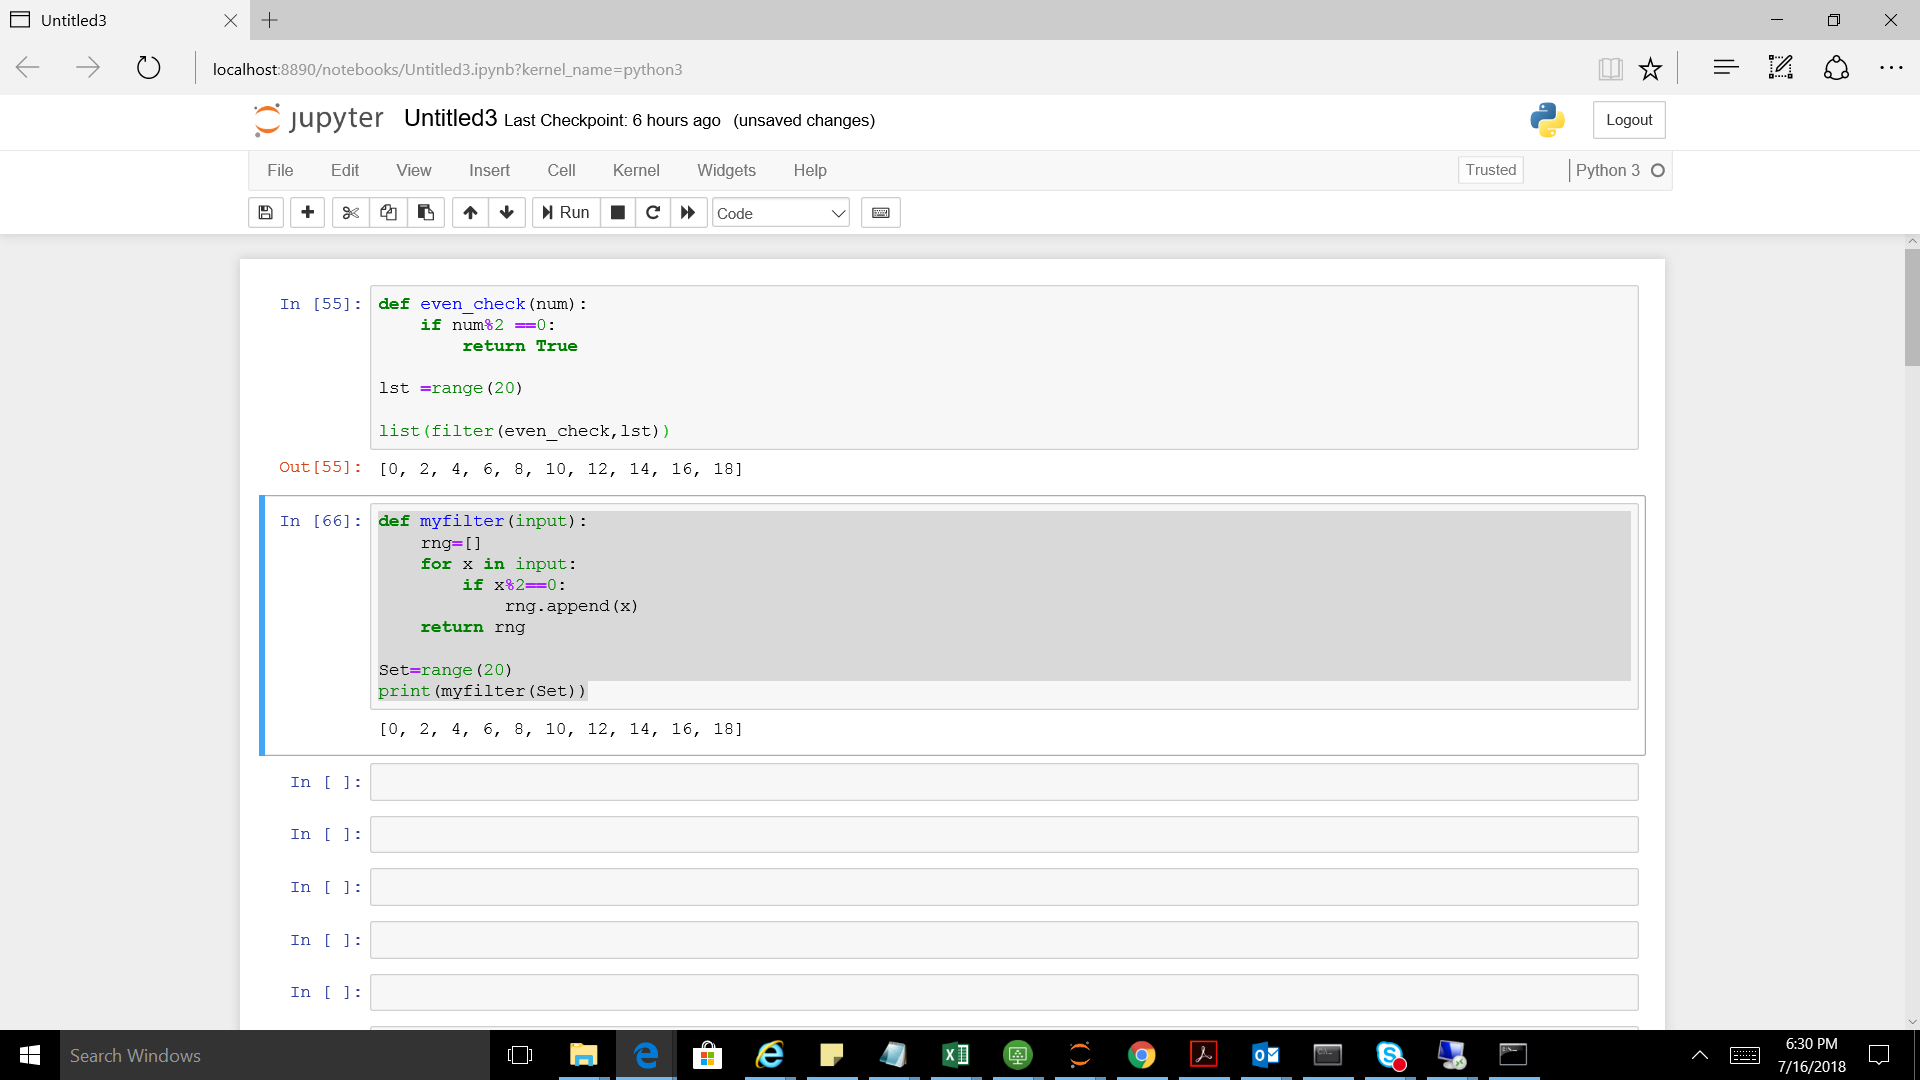 Untitled3
localhost:8890/notebooks/Untitled3.ipynb?kernel_name=python3
jupyter Untitled3 Last Checkpoint: 6 hours ago (unsaved changes)
Logout
File Edit View Insert Cell Kernel Widgets Help Trusted Python 3
Run Code
In [55]: def even_check(num):
    if num%2 ==0:
        return True
lst =range(20)
list(filter(even_check,lst))
Out[55]: [0, 2, 4, 6, 8, 10, 12, 14, 16, 18]
In [66]: def myfilter(input):
    rng=[]
    for x in input:
        if x%2==0:
            rng.append(x)
    return rng
Set=range(20)
print(myfilter(Set))
[0, 2, 4, 6, 8, 10, 12, 14, 16, 18]
In [ ]:
In [ ]:
In [ ]:
In [ ]:
In [ ]:
Search Windows
6:30 PM
7/16/2018